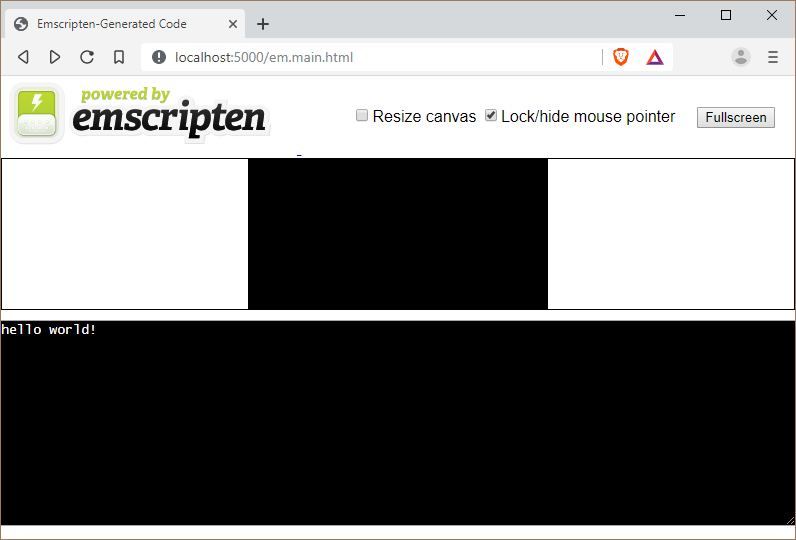 Emscripten-Generated Code
localhost:5000/em.main.html
powered by
emscripten
Resize canvas
Lock/hide mouse pointer
Fullscreen
hello world!